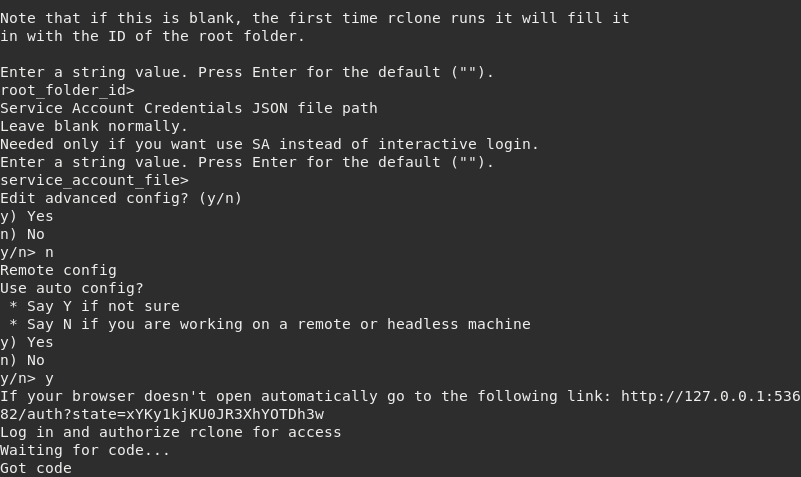 Note that if this is blank, the first time rclone runs it will fill it
in with the ID of the root folder.
Enter a string value. Press Enter for the default ("").
root_folder_id>
Service Account Credentials JSON file path
Leave blank normally.
Needed only if you want use SA instead of interactive login.
Enter a string value. Press Enter for the default ("").
service_account_file>
Edit advanced config? (y/n)
y) Yes
n) No
y/n> n
Remote config
Use auto config?
 * Say Y if not sure
 * Say N if you are working on a remote or headless machine
y) Yes
n) No
y/n> y
If your browser doesn't open automatically go to the following link: http://127.0.0.1:536
82/auth?state=xYKy1kjKU0JR3XhYOTDh3w
Log in and authorize rclone for access
Waiting for code...
Got code